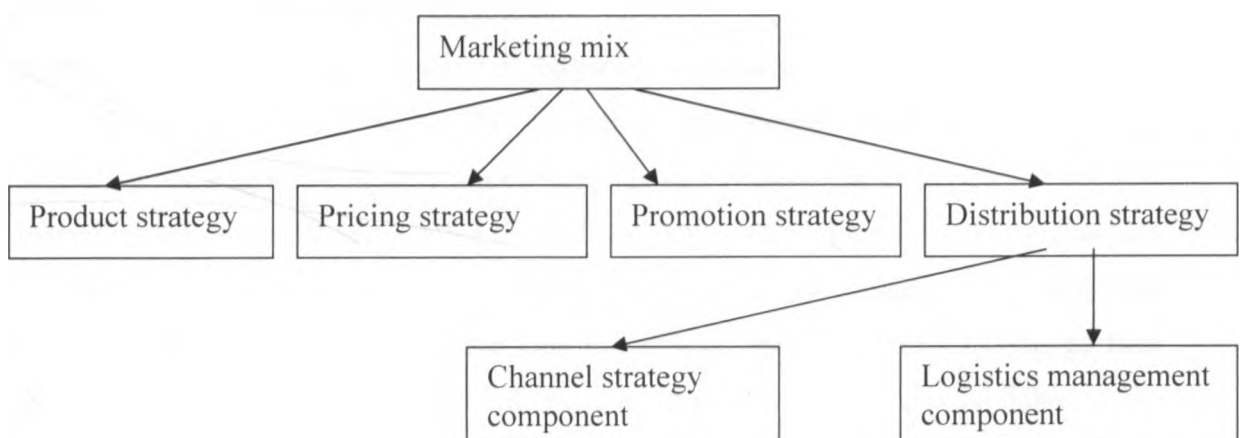 Marketing mix
Product strategy
Pricing strategy
Promotion strategy
Distribution strategy
Channel strategy
component
Logistics management
component